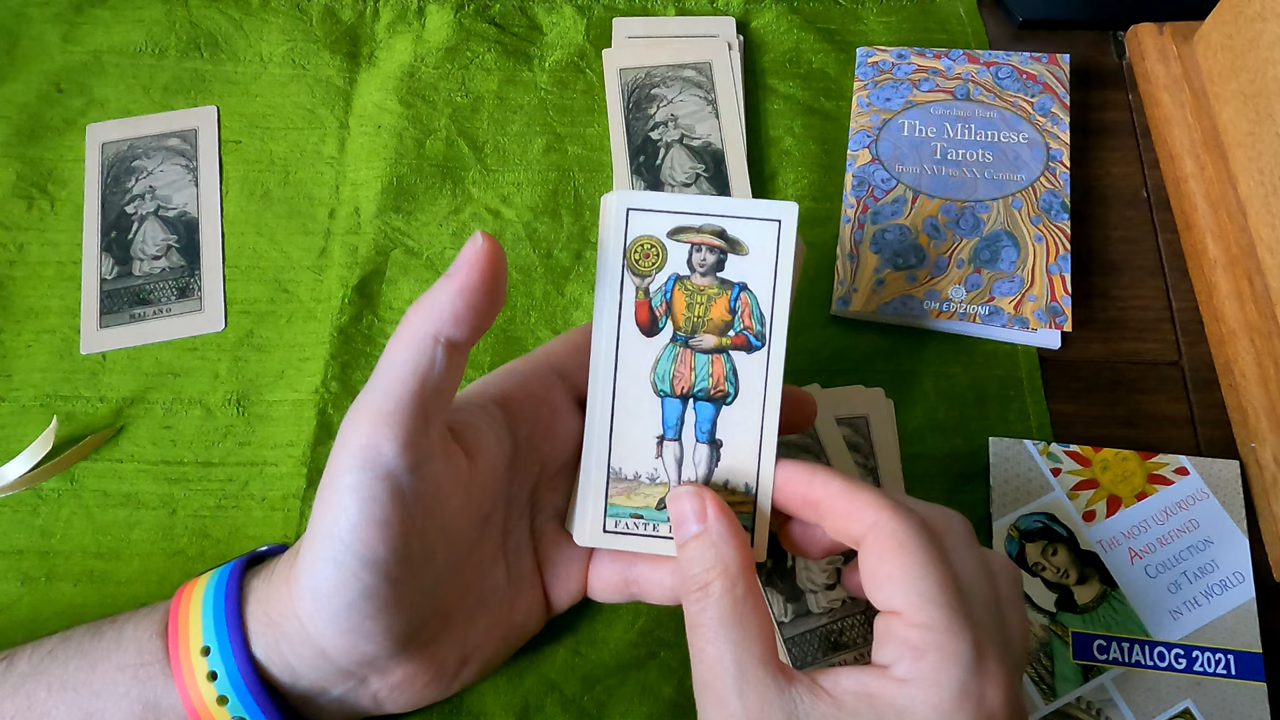 MILANO
Giordano Berti
The Milanese
Tarots
from XVI to XX Century
OM EDIZIONI
FANTE
THE MOST LUXURIOUS
AND REFINED
COLLECTION
OF TAROT
IN THE WORLD
CATALOG 2021